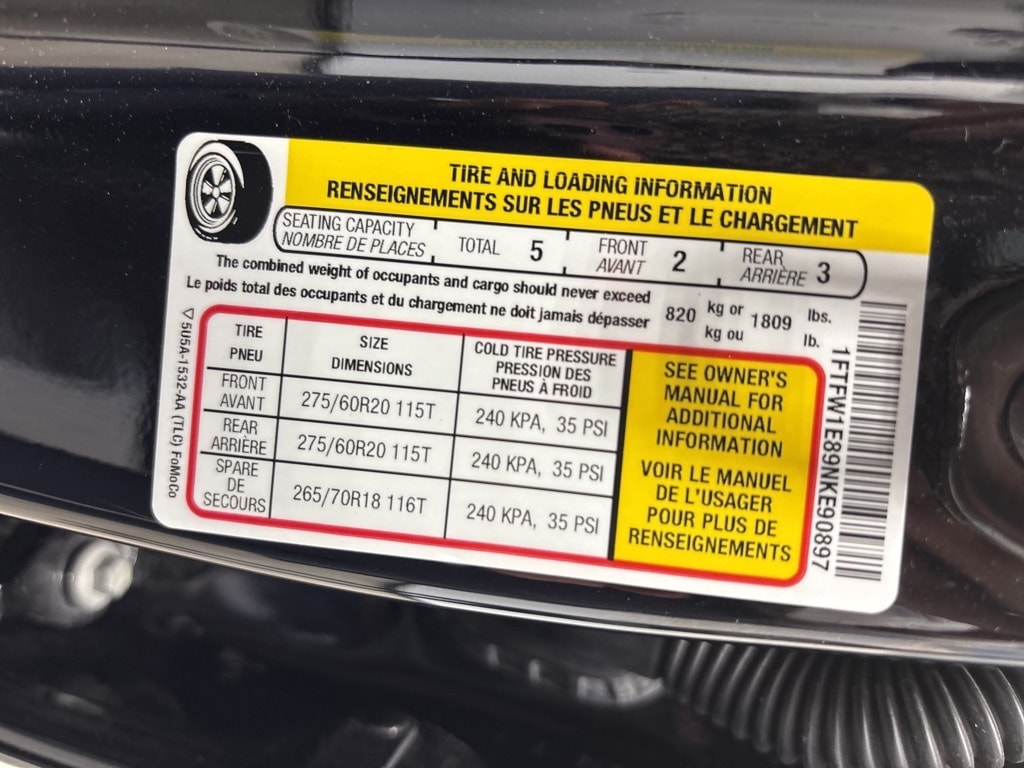 TIRE AND LOADING INFORMATION
RENSEIGNEMENTS SUR LES PNEUS ET LE CHARGEMENT
SEATING CAPACITY
NOMBRE DE PLACES
TOTAL 5
FRONT
AVANT 2
REAR
ARRIÈRE 3
The combined weight of occupants and cargo should never exceed
Le poids total des occupants et du chargement ne doit jamais dépasser
820 kg or 1809 lbs.
kg ou lb.
TIRE
PNEU
SIZE
DIMENSIONS
COLD TIRE PRESSURE
PRESSION DES
PNEUS À FROID
FRONT
AVANT
275/60R20 115T
240 KPA, 35 PSI
REAR
ARRIÈRE
275/60R20 115T
240 KPA, 35 PSI
SPARE
DE
SECOURS
265/70R18 116T
240 KPA, 35 PSI
SEE OWNER'S
MANUAL FOR
ADDITIONAL
INFORMATION
VOIR LE MANUEL
DE L'USAGER
POUR PLUS DE
RENSEIGNEMENTS
5U5A-1532-AA (TLC) FoMoCo
1FTFW1E89NKE90897